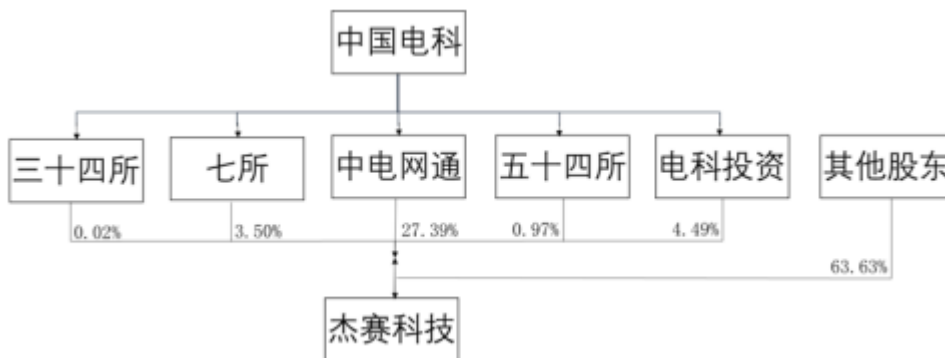 中国电科
三十四所
七所
中电网通
五十四所
电科投资
其他股东
0.02%
3.50%
27.39%
0.97%
4.49%
63.63%
杰赛科技